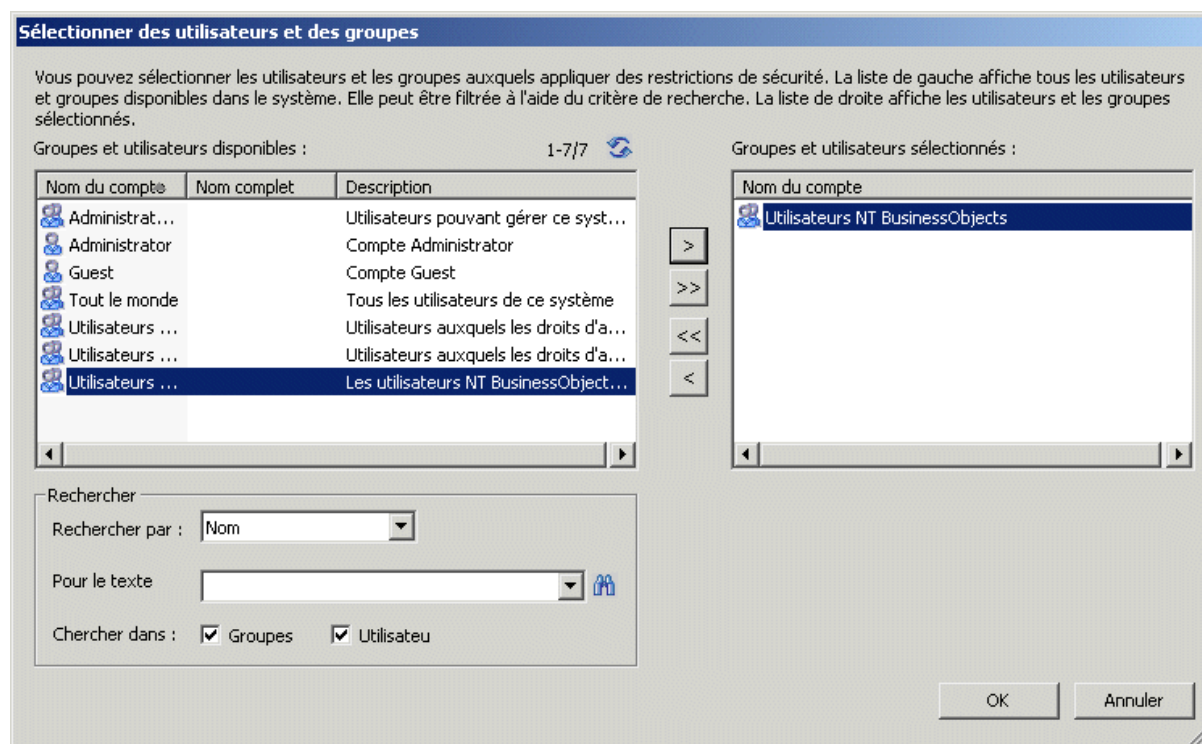 Sélectionner des utilisateurs et des groupes
Vous pouvez sélectionner les utilisateurs et les groupes auxquels appliquer des restrictions de sécurité. La liste de gauche affiche tous les utilisateurs
et groupes disponibles dans le système. Elle peut être filtrée à l'aide du critère de recherche. La liste de droite affiche les utilisateurs et les groupes
sélectionnés.
Groupes et utilisateurs disponibles : 1-7/7
Nom du compte Nom complet Description
Administrat... Utilisateurs pouvant gérer ce syst...
Administrator Compte Administrator
Guest Compte Guest
Tout le monde Tous les utilisateurs de ce système
Utilisateurs ... Utilisateurs auxquels les droits d'a...
Utilisateurs ... Utilisateurs auxquels les droits d'a...
Utilisateurs ... Les utilisateurs NT BusinessObject...
>
>>
<<
<
Groupes et utilisateurs sélectionnés :
Nom du compte
Utilisateurs NT BusinessObjects
Rechercher
Rechercher par : Nom
Pour le texte
Chercher dans : Groupes Utilisateu
OK Annuler